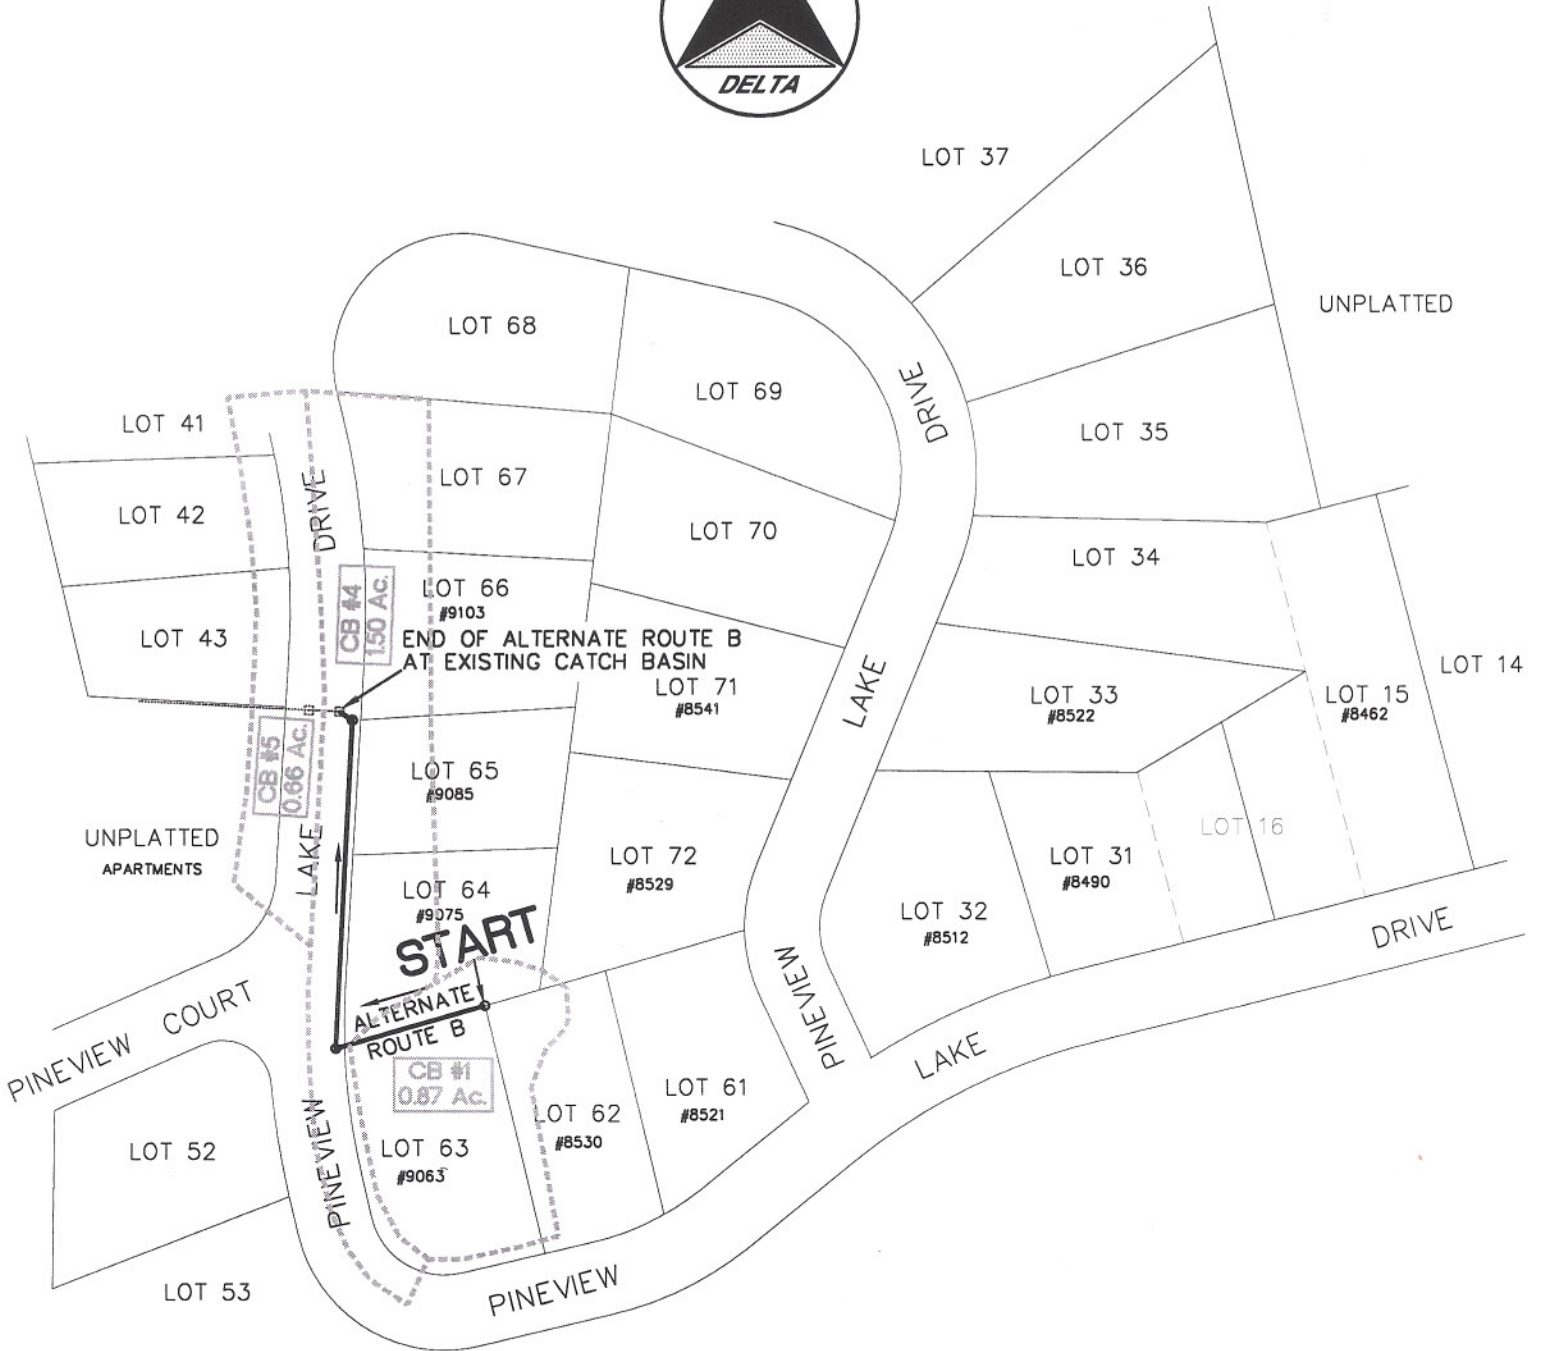 DELTA
LOT 37
LOT 36
UNPLATTED
LOT 68
LOT 69
DRIVE
LOT 35
LOT 41
LOT 67
LOT 42
DRIVE
LOT 70
LOT 34
LOT 66
#9103
CB #4
1.50 Ac.
LOT 43
END OF ALTERNATE ROUTE B
AT EXISTING CATCH BASIN
LOT 71
#8541
LAKE
LOT 33
#8522
LOT 15
#8462
LOT 14
CB #5
0.66 Ac.
LOT 65
#9085
UNPLATTED
APARTMENTS
LAKE
LOT 64
#9075
LOT 72
#8529
LOT 16
LOT 31
#8490
LOT 32
#8512
DRIVE
START
ALTERNATE
ROUTE B
PINEVIEW COURT
PINEVIEW
LAKE
CB #1
0.87 Ac.
LOT 62
#8530
LOT 61
#8521
LOT 52
PINEVIEW
LOT 63
#9063
LOT 53
PINEVIEW